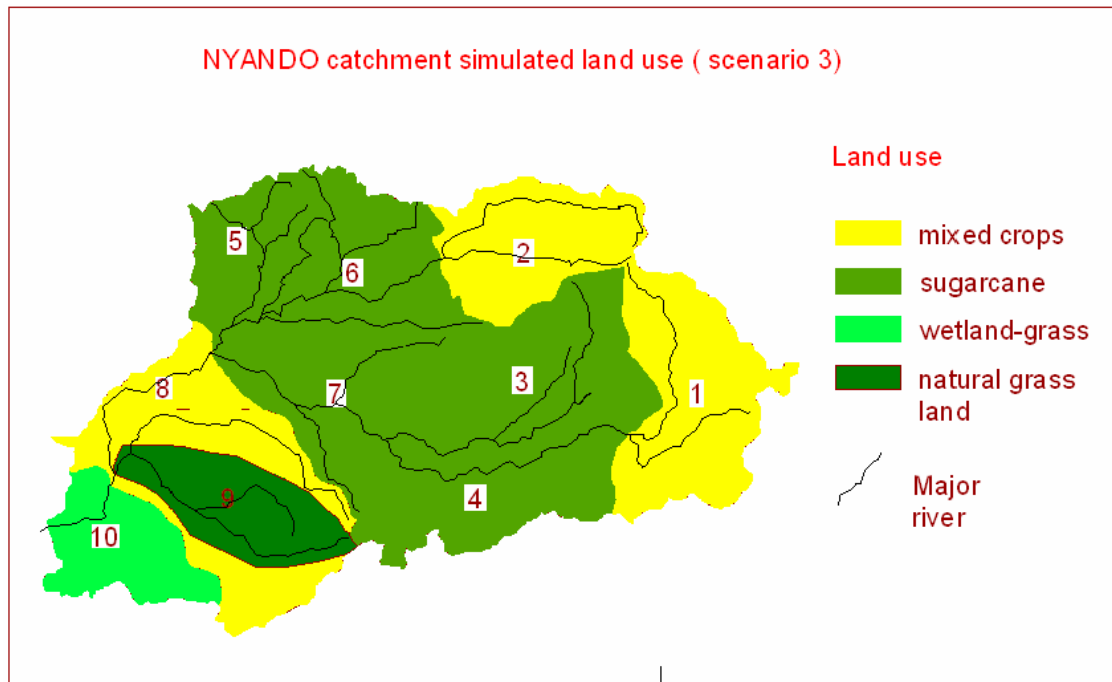 NYANDO catchment simulated land use ( scenario 3)
Land use
mixed crops
sugarcane
wetland-grass
natural grass
land
Major
river
5
6
2
8
7
3
1
9
4
10